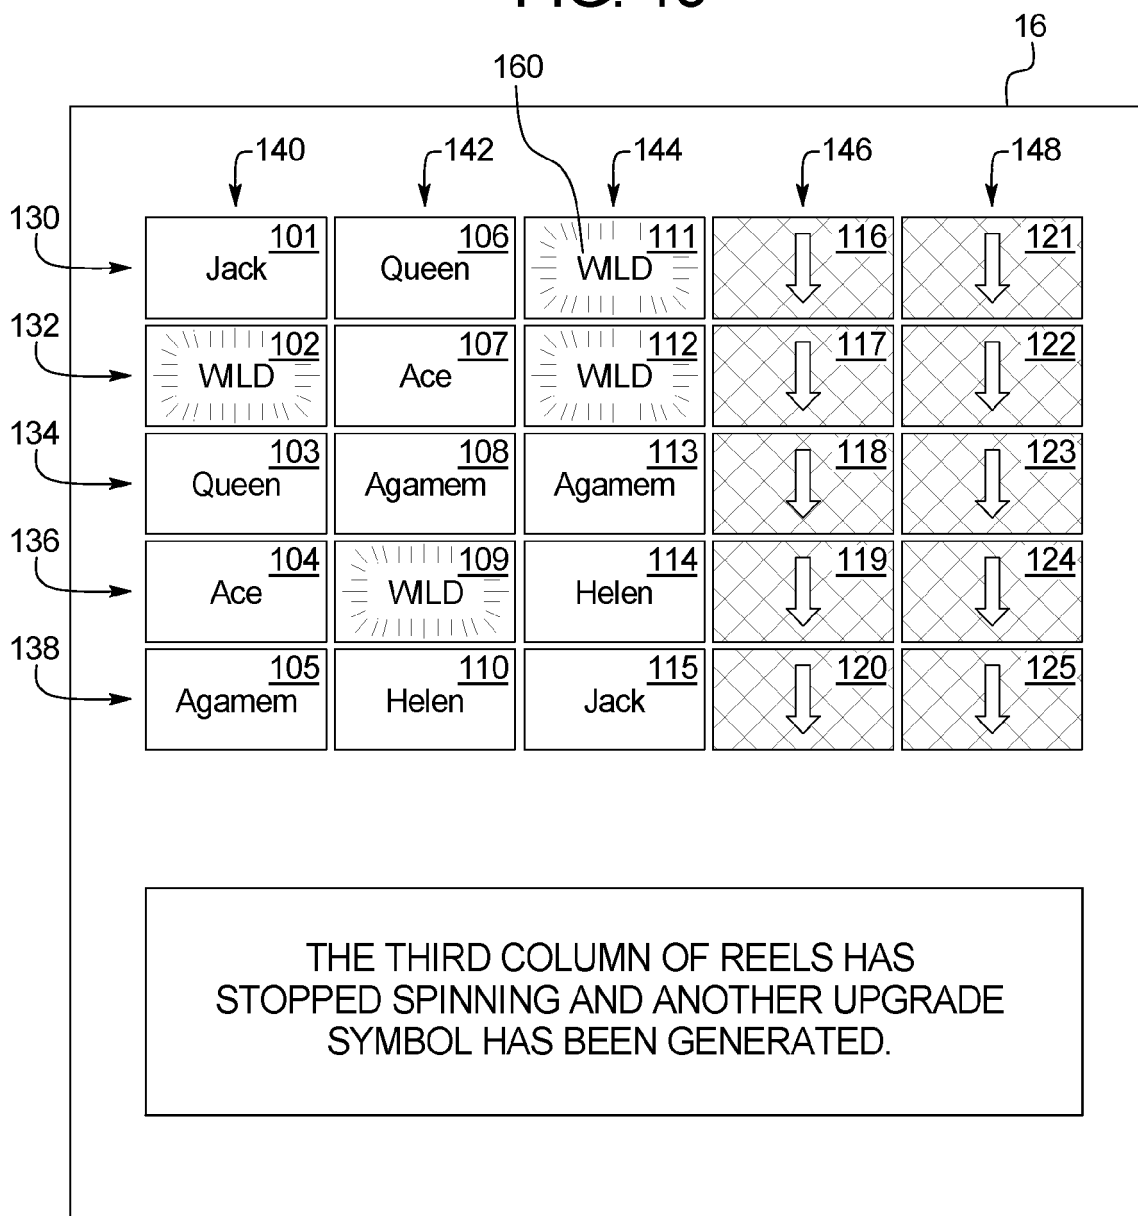 16
160
140 142 144 146 148
130
101 106 111 116 121
Jack Queen WILD
132
102 107 112 117 122
WILD Ace WILD
134
103 108 113 118 123
Queen Agamem Agamem
136
104 109 114 119 124
Ace WILD Helen
138
105 110 115 120 125
Agamem Helen Jack
THE THIRD COLUMN OF REELS HAS
STOPPED SPINNING AND ANOTHER UPGRADE
SYMBOL HAS BEEN GENERATED.